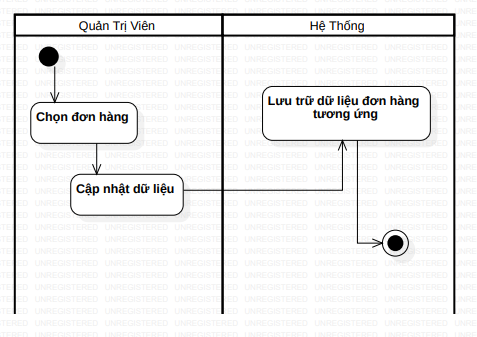 Quản Trị Viên
Hệ Thống
Chọn đơn hàng
Cập nhật dữ liệu
Lưu trữ dữ liệu đơn hàng
tương ứng
UNREGISTERED